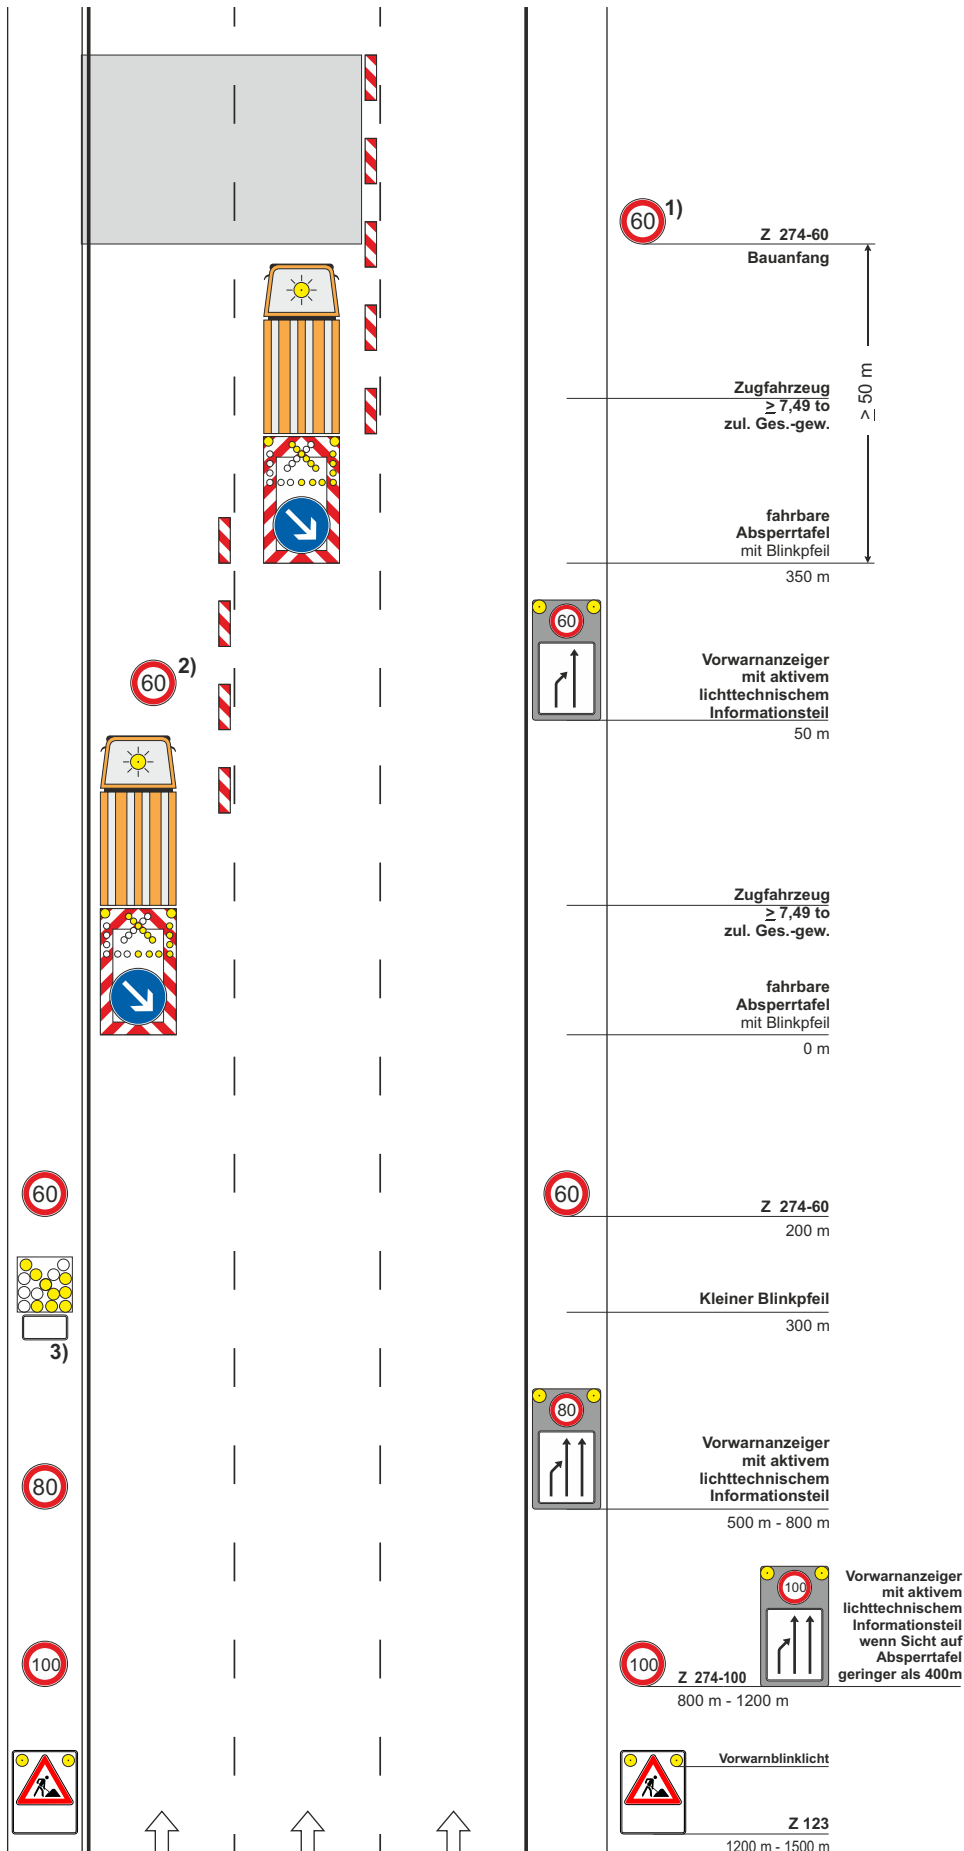 60 1)
Z 274-60
Bauanfang
Zugfahrzeug
≥ 7,49 to
zul. Ges.-gew.
≥ 50 m
fahrbare
Absperrtafel
mit Blinkpfeil
350 m
60
Vorwarnanzeiger
mit aktivem
lichttechnischem
Informationsteil
50 m
60 2)
Zugfahrzeug
≥ 7,49 to
zul. Ges.-gew.
fahrbare
Absperrtafel
mit Blinkpfeil
0 m
60
60
Z 274-60
200 m
Kleiner Blinkpfeil
300 m
3)
80
Vorwarnanzeiger
mit aktivem
lichttechnischem
Informationsteil
500 m - 800 m
80
100
Vorwarnanzeiger
mit aktivem
lichttechnischem
Informationsteil
wenn Sicht auf
Absperrtafel
geringer als 400m
100
100
Z 274-100
800 m - 1200 m
Vorwarnblinklicht
Z 123
1200 m - 1500 m